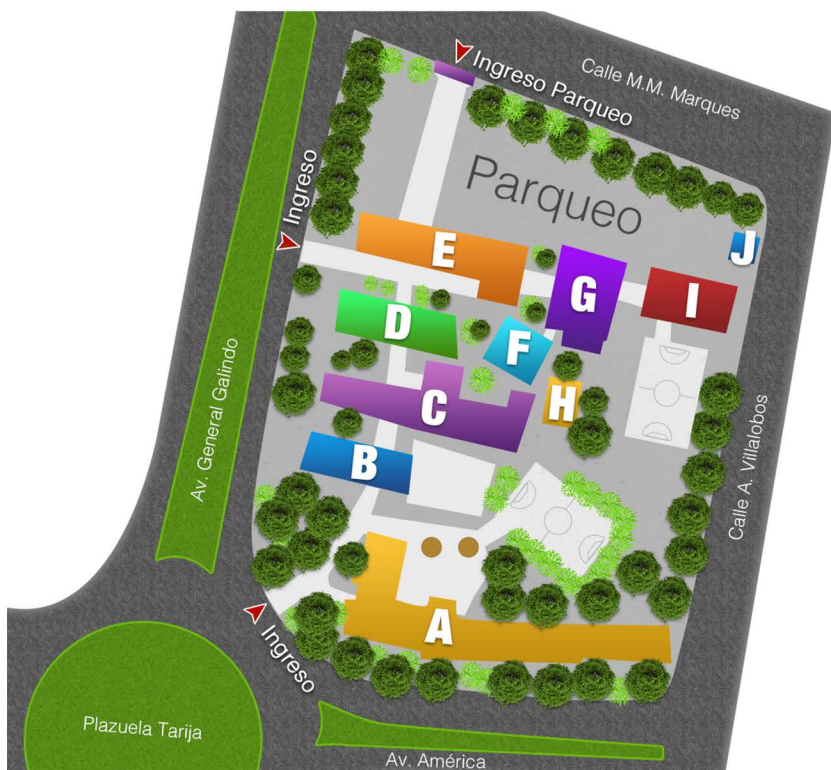 Calle M.M. Marques
Ingreso Parqueo
Parqueo
Ingreso
J
E
G
I
D
F
C
H
B
A
Av. General Galindo
Calle A. Villalobos
Ingreso
Plazuela Tarija
Av. América